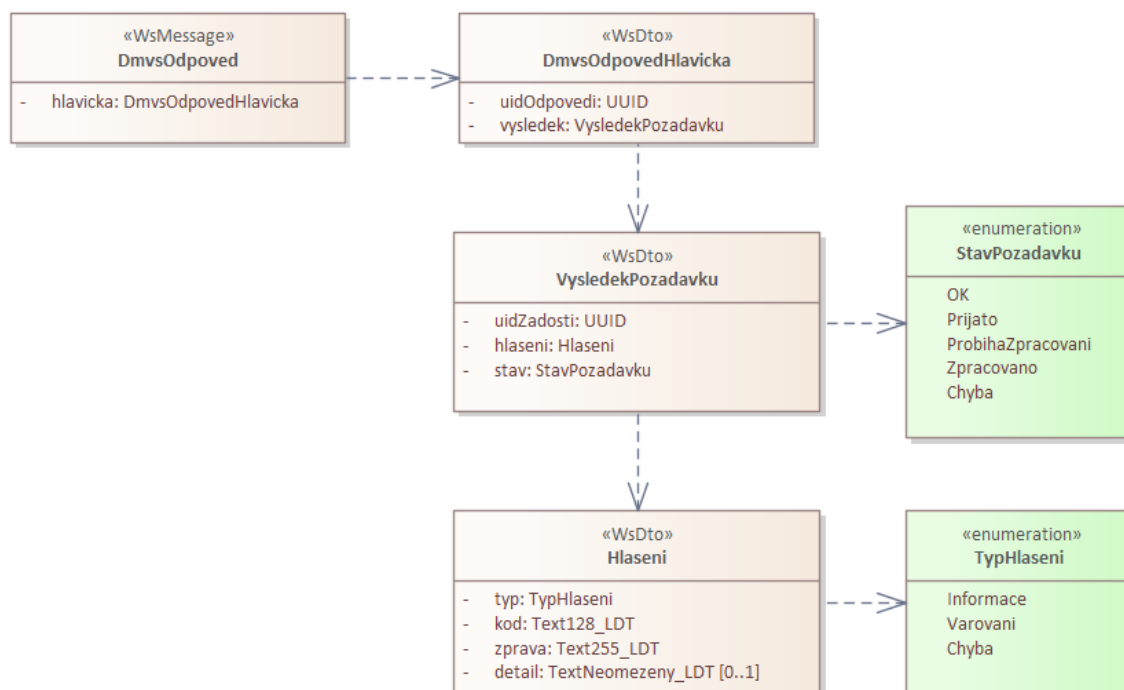 «WsMessage»
DmvsOdpoved
- hlavicka: DmvsOdpovedHlavicka
«WsDto»
DmvsOdpovedHlavicka
- uidOdpovedi: UUID
- vysledek: VysledekPozadavku
«WsDto»
VysledekPozadavku
- uidZadosti: UUID
- hlaseni: Hlaseni
- stav: StavPozadavku
«enumeration»
StavPozadavku
OK
Prijato
ProbihaZpracovani
Zpracovano
Chyba
«WsDto»
Hlaseni
- typ: TypHlaseni
- kod: Text128_LDT
- zprava: Text255_LDT
- detail: TextNeomezeny_LDT [0..1]
«enumeration»
TypHlaseni
Informace
Varovani
Chyba